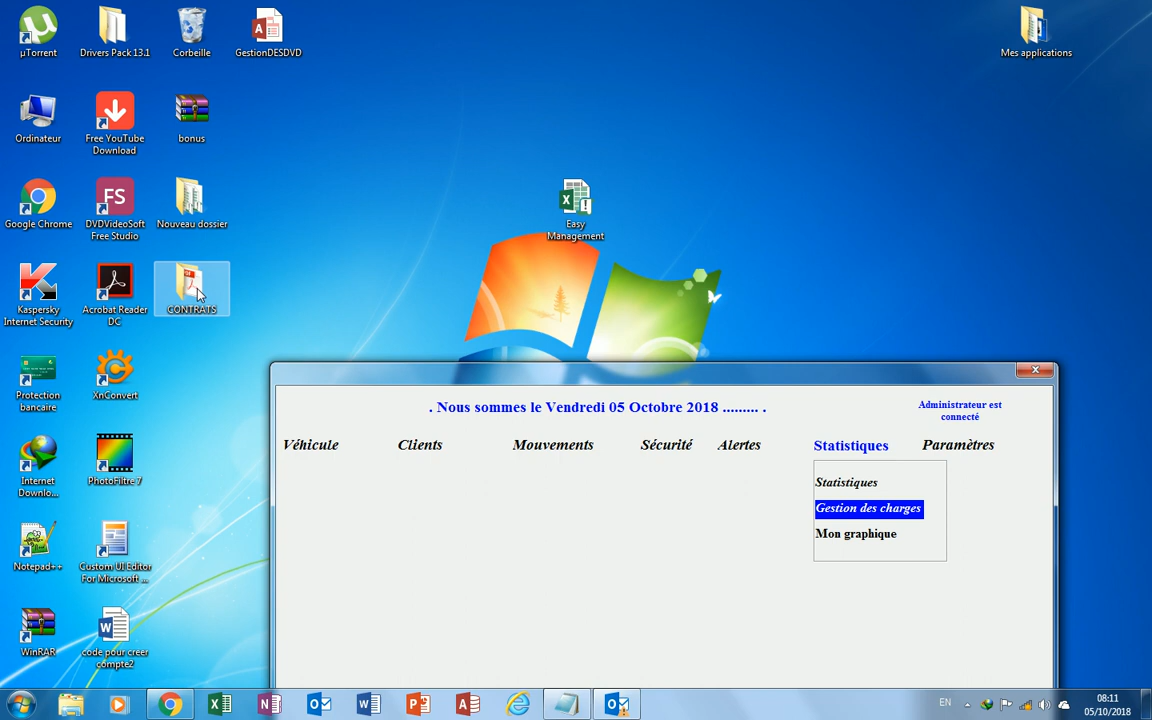 µTorrent
Drivers Pack 13.1
Corbeille
GestionDESDVD
Mes applications
Ordinateur
Free YouTube
Download
bonus
Google Chrome
FS
DVDVideoSoft
Free Studio
Nouveau dossier
Easy
Management
Kaspersky
Internet Security
Acrobat Reader
DC
CONTRATS
Protection
bancaire
XnConvert
Internet
Downlo...
PhotoFiltre 7
Notepad++
Custom UI Editor
For Microsoft ...
WinRAR
code pour creer
compte2
. Nous sommes le Vendredi 05 Octobre 2018 ......... .
Administrateur est
connecté
Véhicule
Clients
Mouvements
Sécurité
Alertes
Statistiques
Paramètres
Statistiques
Gestion des charges
Mon graphique
EN
08:11
05/10/2018